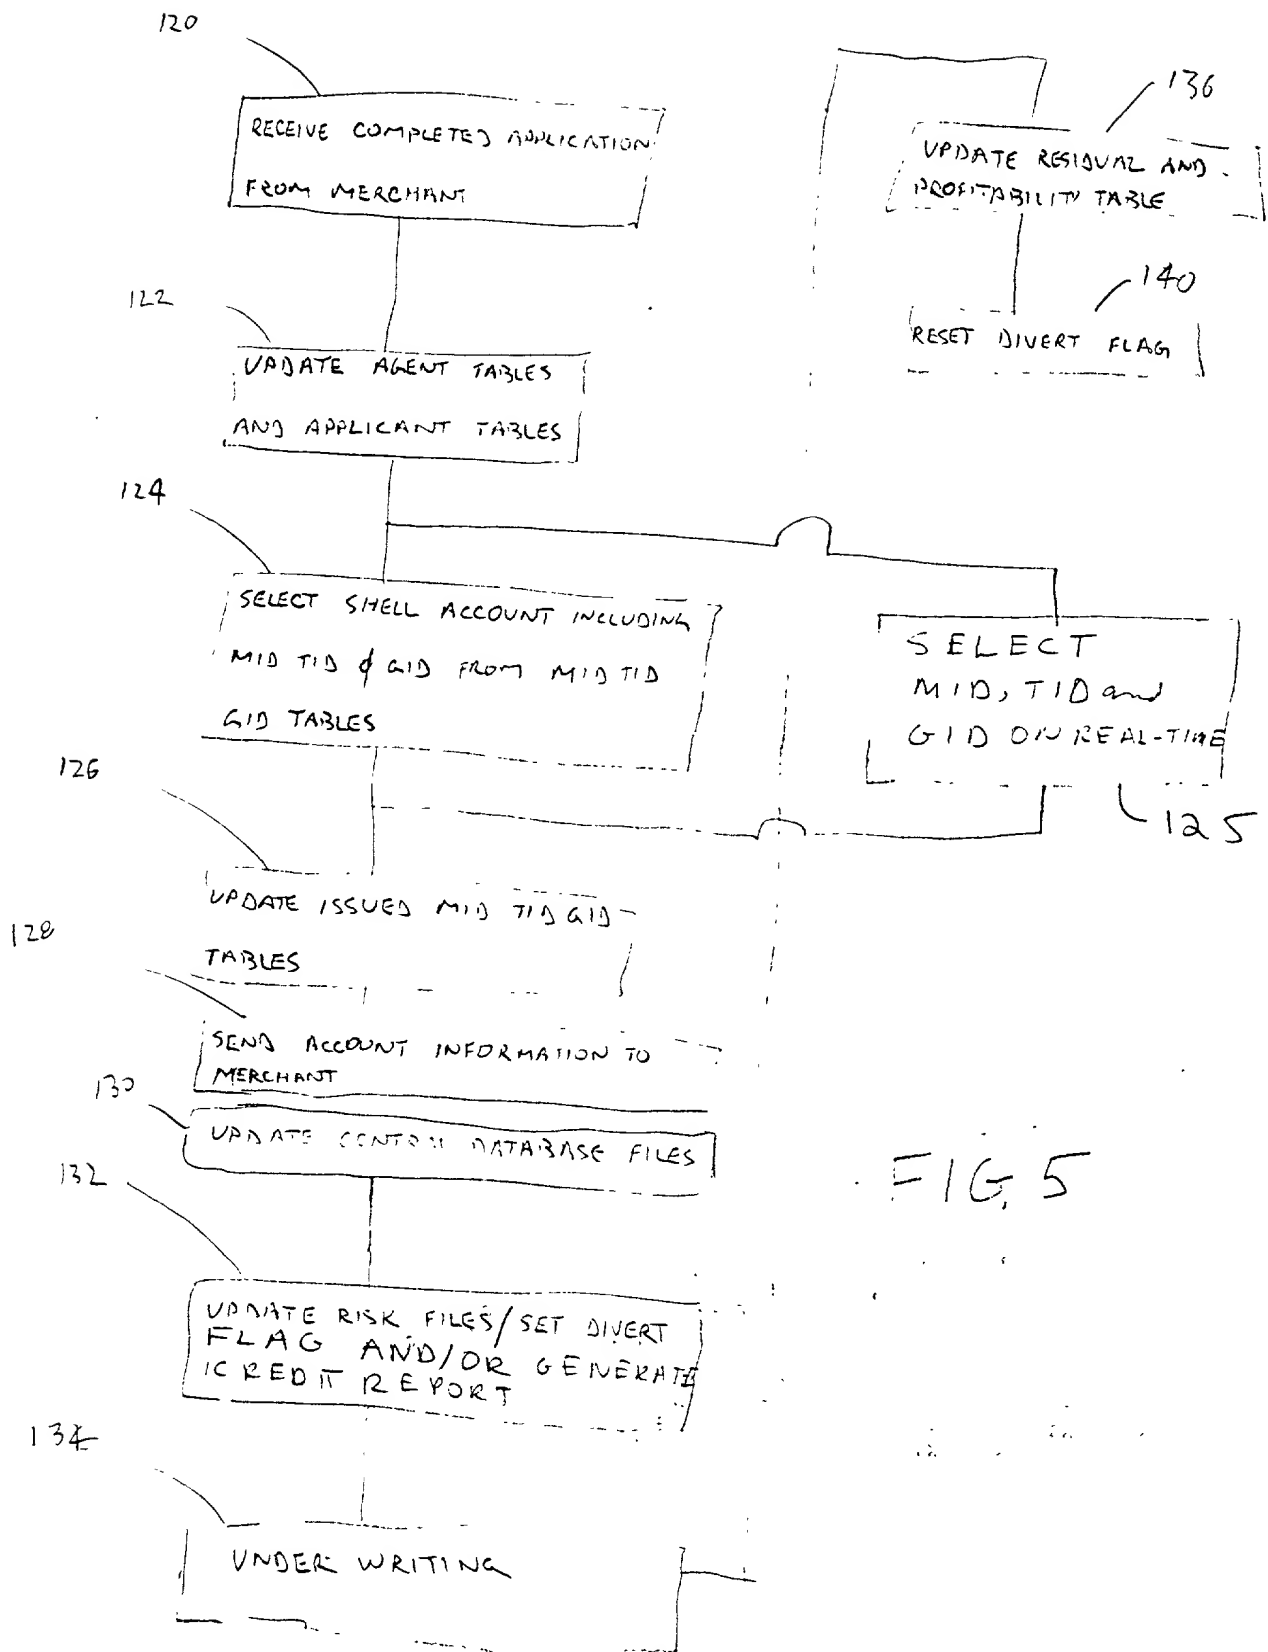 120
RECEIVE COMPLETED APPLICATION
FROM MERCHANT
122
UPDATE AGENT TABLES
AND APPLICANT TABLES
124
SELECT SHELL ACCOUNT INCLUDING
MID TID & GID FROM MID TID
GID TABLES
SELECT
MID, TID and
GID ON REAL-TIME
125
126
UPDATE ISSUED MID TID GID
TABLES
128
SEND ACCOUNT INFORMATION TO
MERCHANT
130
UPDATE DATABASE FILES
132
UPDATE RISK FILES/SET DIVERT
FLAG AND/OR GENERATE
CREDIT REPORT
134
UNDER WRITING
136
UPDATE RESIDUAL AND
PROFITABILITY TABLE
140
RESET DIVERT FLAG
FIG. 5